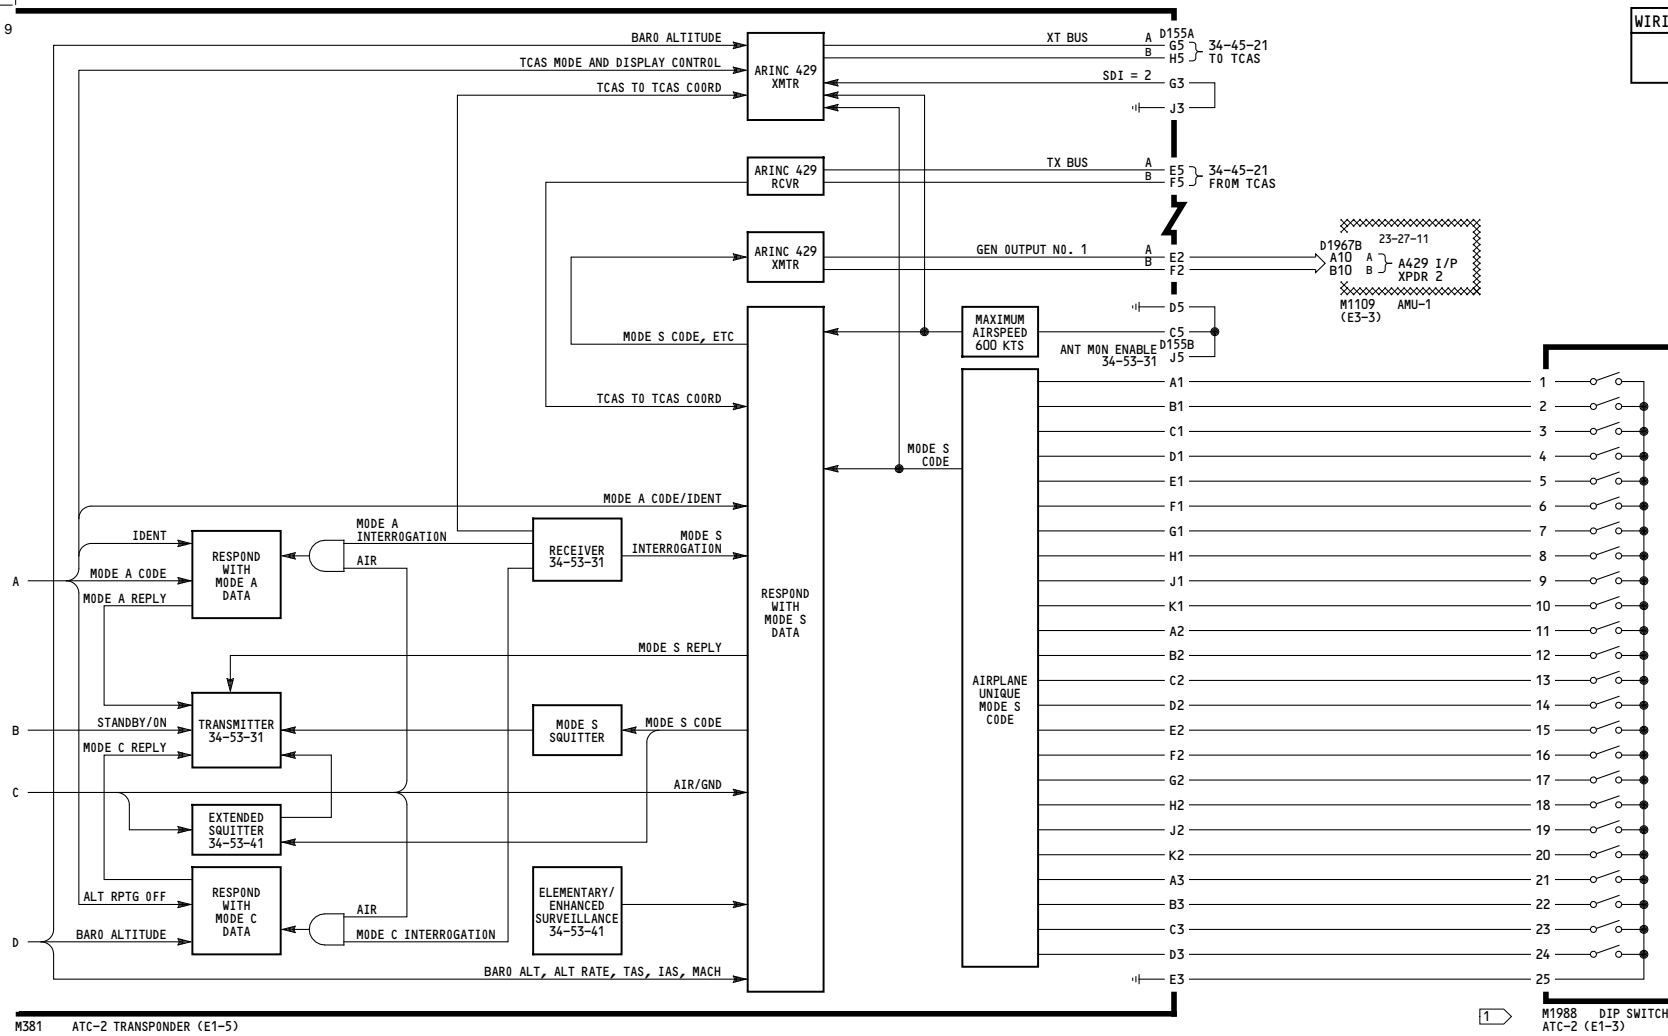 9
WIRI
BARO ALTITUDE
TCAS MODE AND DISPLAY CONTROL
TCAS TO TCAS COORD
ARINC 429
XMTR
XT BUS
A
B
D155A
G5
H5
34-45-21
TO TCAS
SDI = 2
G3
J3
ARINC 429
RCVR
TX BUS
A
B
E5
F5
34-45-21
FROM TCAS
ARINC 429
XMTR
GEN OUTPUT NO. 1
A
B
E2
F2
D1967B
A10 A
B10 B
23-27-11
A429 I/P
XPDR 2
M1109 AMU-1
(E3-3)
MODE S CODE, ETC
TCAS TO TCAS COORD
MAXIMUM
AIRSPEED
600 KTS
D5
C5
D155B
J5
ANT MON ENABLE
34-53-31
MODE S
CODE
MODE A CODE/IDENT
IDENT
MODE A CODE
MODE A REPLY
A
RESPOND
WITH
MODE A
DATA
MODE A
INTERROGATION
AIR
RECEIVER
34-53-31
MODE S
INTERROGATION
RESPOND
WITH
MODE S
DATA
MODE S REPLY
B
STANDBY/ON
MODE C REPLY
TRANSMITTER
34-53-31
MODE S
SQUITTER
MODE S CODE
C
AIR/GND
EXTENDED
SQUITTER
34-53-41
ALT RPTG OFF
D
BARO ALTITUDE
RESPOND
WITH
MODE C
DATA
AIR
MODE C INTERROGATION
ELEMENTARY/
ENHANCED
SURVEILLANCE
34-53-41
BARO ALT, ALT RATE, TAS, IAS, MACH
AIRPLANE
UNIQUE
MODE S
CODE
A1 1
B1 2
C1 3
D1 4
E1 5
F1 6
G1 7
H1 8
J1 9
K1 10
A2 11
B2 12
C2 13
D2 14
E2 15
F2 16
G2 17
H2 18
J2 19
K2 20
A3 21
B3 22
C3 23
D3 24
E3 25
M381 ATC-2 TRANSPONDER (E1-5)
1
M1988 DIP SWITCH
ATC-2 (E1-3)